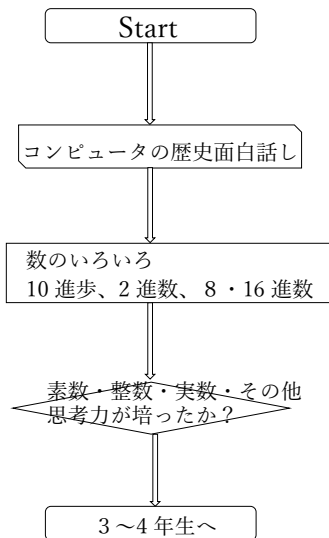 Start
コンピュータの歴史面白話し
数のいろいろ
10 進歩、2 進数、８・16 進数
素数・整数・実数・その他
思考力が培ったか？
３～４年生へ